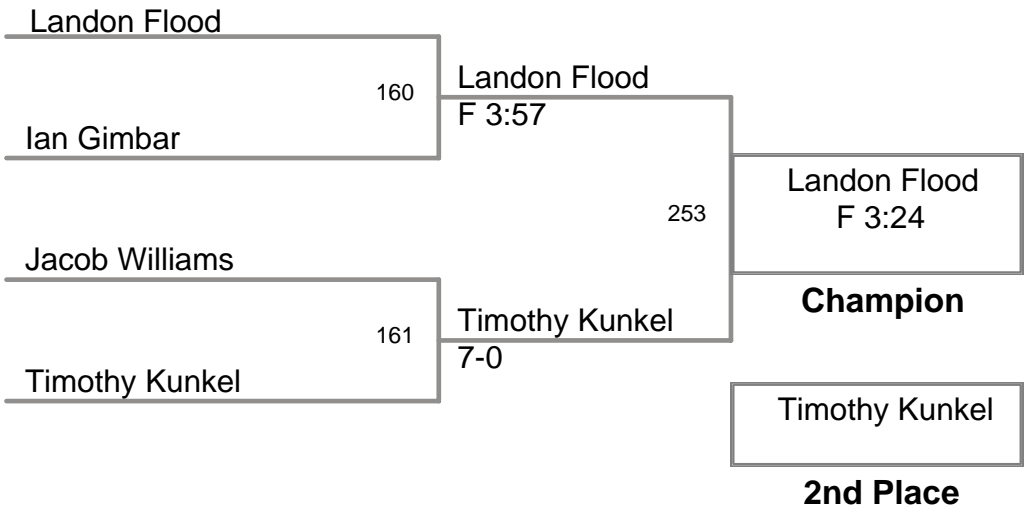 Landon Flood
160
Ian Gimbar
Landon Flood
F 3:57
Jacob Williams
161
Timothy Kunkel
Timothy Kunkel
7-0
253
Landon Flood
F 3:24
Champion
Timothy Kunkel
2nd Place